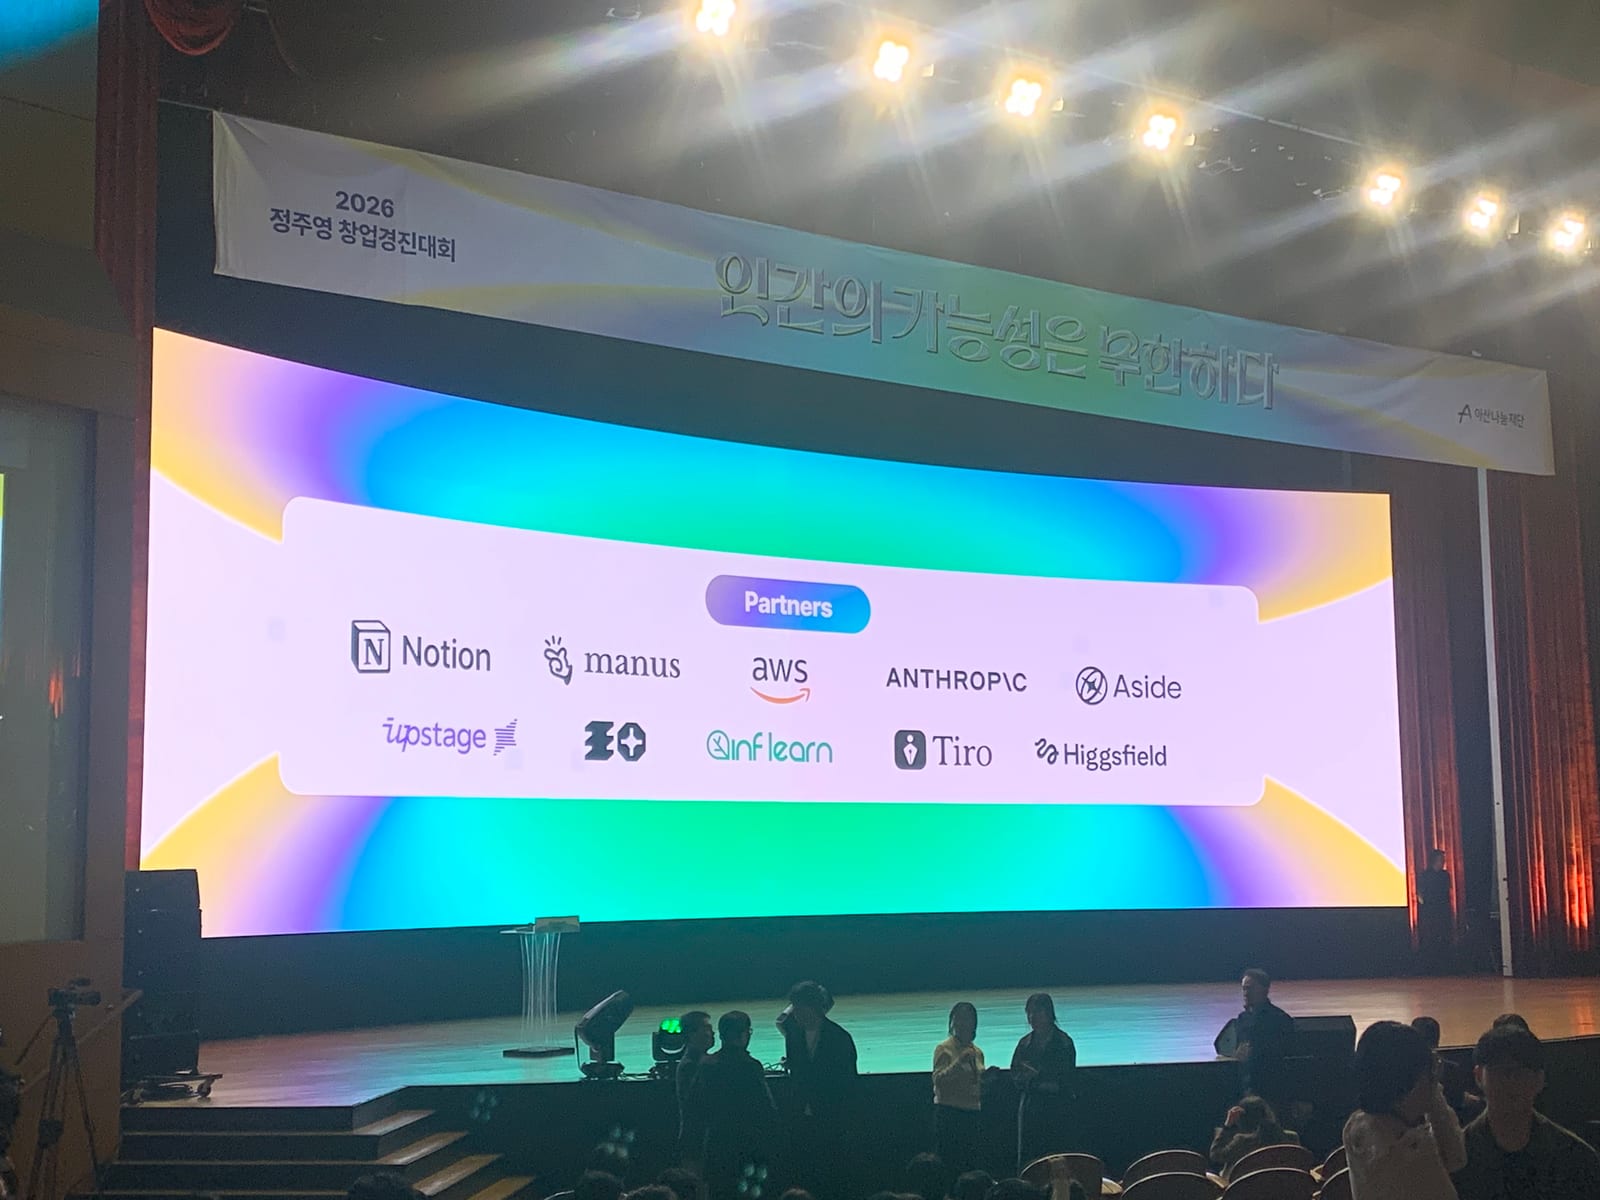 2026
정주영 창업경진대회
인간의 가능성은 무한하다
아산나눔재단
Partners
Notion
manus
aws
ANTHROP\C
Aside
upstage
EO
inflearn
Tiro
Higgsfield